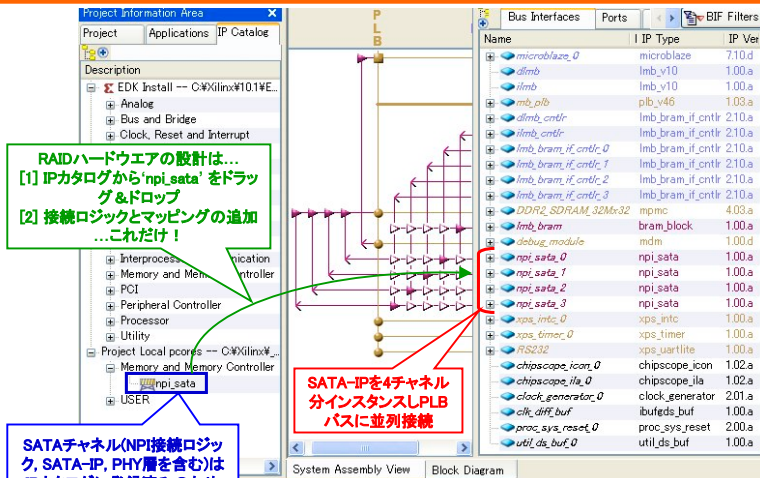 Project Information Area
Project
Applications
IP Catalog
Description
EDK Install -- C:¥Xilinx¥10.1¥E...
Analog
Bus and Bridge
Clock, Reset and Interrupt
RAIDハードウエアの設計は...
[1] IPカタログから'npi_sata' をドラッ
グ&ドロップ
[2] 接続ロジックとマッピングの追加
...これだけ！
Memory and Mem
Controller
PCI
Peripheral Controller
Processor
Utility
Project Local pcores -- C:¥Xilinx¥_...
Memory and Memory Controller
npi_sata
USER
SATAチャネル(NPI接続ロジッ
ク, SATA-IP, PHY層を含む)は
P
L
B
SATA-IPを4チャネル
分インスタンスしPLB
バスに並列接続
System Assembly View
Block Diagram
Bus Interfaces
Ports
BIF Filters
Name
IP Type
IP Ver
microblaze_0 microblaze 7.10.d
dlmb lmb_v10 1.00.a
ilmb lmb_v10 1.00.a
mb_plb plb_v46 1.03.a
dlmb_cntlr lmb_bram_if_cntlr 2.10.a
ilmb_cntlr lmb_bram_if_cntlr 2.10.a
lmb_bram_if_cntlr_0 lmb_bram_if_cntlr 2.10.a
lmb_bram_if_cntlr_1 lmb_bram_if_cntlr 2.10.a
lmb_bram_if_cntlr_2 lmb_bram_if_cntlr 2.10.a
lmb_bram_if_cntlr_3 lmb_bram_if_cntlr 2.10.a
DDR2_SDRAM_32Mx32 mpmc 4.03.a
lmb_bram bram_block 1.00.a
debug_module mdm 1.00.d
npi_sata_0 npi_sata 1.00.a
npi_sata_1 npi_sata 1.00.a
npi_sata_2 npi_sata 1.00.a
npi_sata_3 npi_sata 1.00.a
xps_intc_0 xps_intc 1.00.a
xps_timer_0 xps_timer 1.00.a
RS232 xps_uartlite 1.00.a
chipscope_icon_0 chipscope_icon 1.02.a
chipscope_ila_0 chipscope_ila 1.02.a
clock_generator_0 clock_generator 2.01.a
clk_diff_buf ibufgds_buf 1.00.a
proc_sys_reset_0 proc_sys_reset 2.00.a
util_ds_buf_0 util_ds_buf 1.00.a